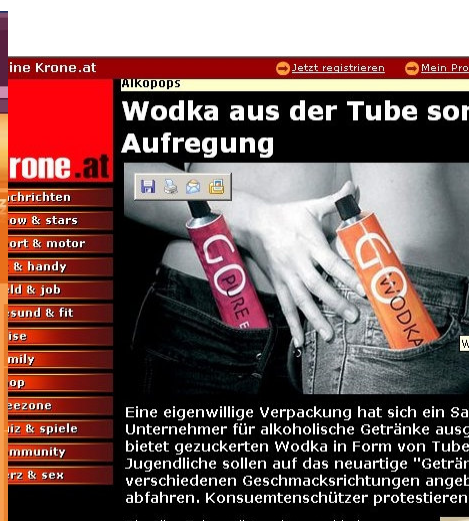 ine Krone.at
Jetzt registrieren
Mein Pro
Alkopops
Wodka aus der Tube sor
Aufregung
rone.at
chrichten
ow & stars
ort & motor
& handy
ld & job
sund & fit
ise
mily
op
eezone
iz & spiele
mmunity
rz & sex
GO
PURE
GO
WODKA
Eine eigenwillige Verpackung hat sich ein Sa
Unternehmer für alkoholische Getränke ausg
bietet gezuckerten Wodka in Form von Tube
Jugendliche sollen auf das neuartige "Geträn
verschiedenen Geschmacksrichtungen angeb
abfahren. Konsuemtenschützer protestieren